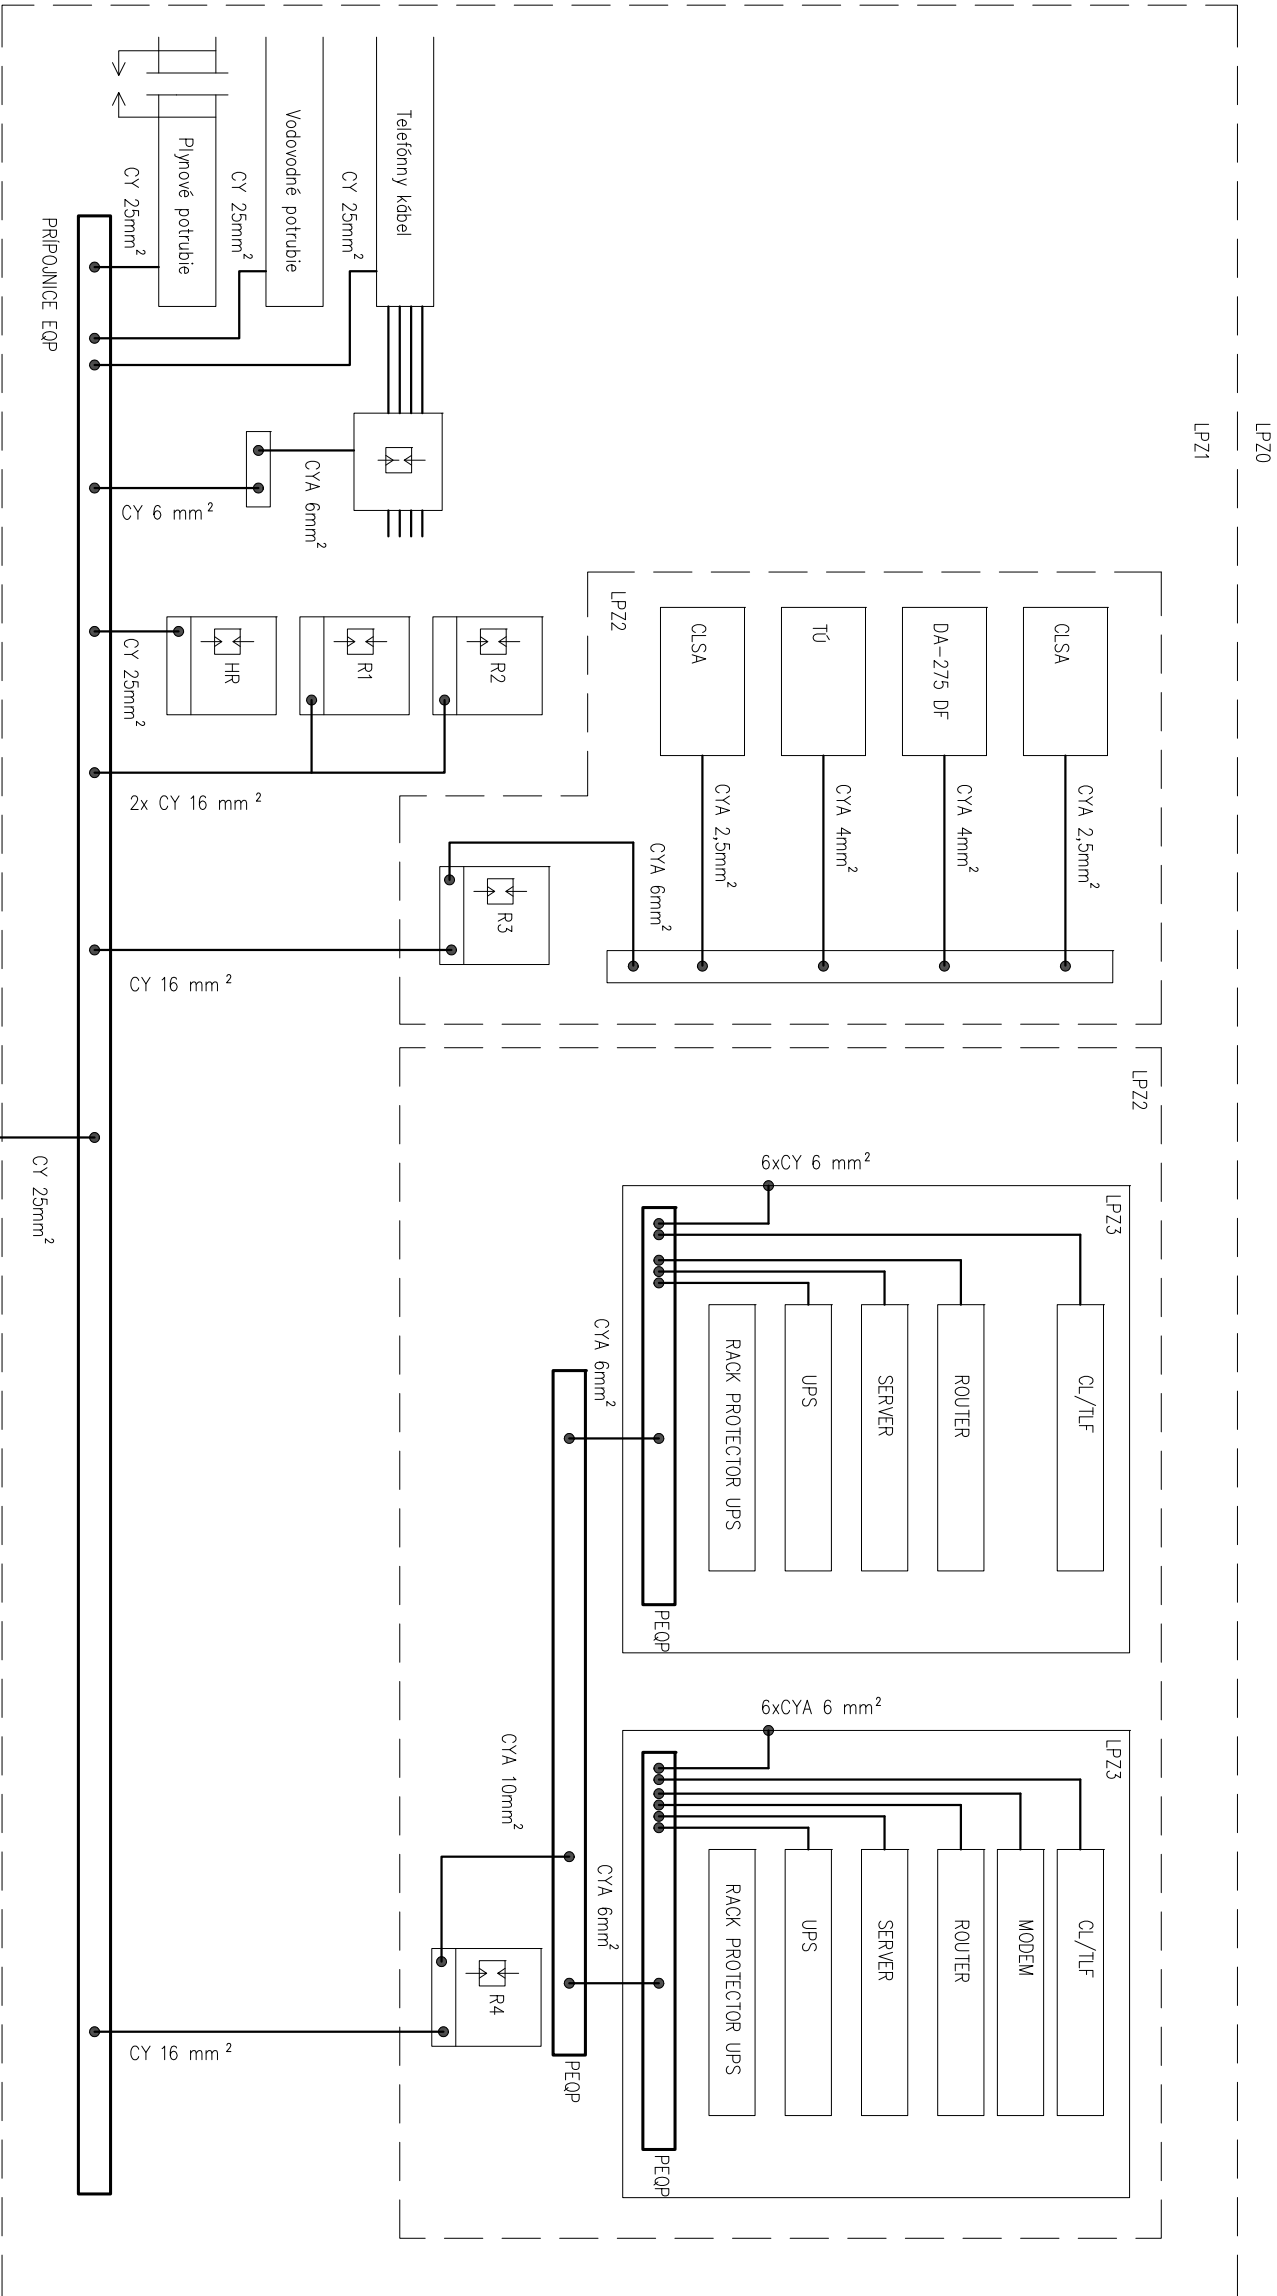 LPZ0
LPZ1
Telefónny kábel
CY 25mm²
Vodovodné potrubie
CY 25mm²
Plynové potrubie
CY 25mm²
PRÍPOJNICE EQP
CYA 6mm²
CY 6 mm²
R2
R1
HR
CY 25mm²
2x CY 16 mm²
LPZ2
CLSA
DA-275 DF
TÚ
CLSA
CYA 2,5mm²
CYA 4mm²
CYA 4mm²
CYA 2,5mm²
CYA 6mm²
R3
CY 16 mm²
CY 25mm²
LPZ2
LPZ3
6xCY 6 mm²
CL/TLF
ROUTER
SERVER
UPS
RACK PROTECTOR UPS
PEQP
CYA 6mm²
LPZ3
6xCYA 6 mm²
CL/TLF
MODEM
ROUTER
SERVER
UPS
RACK PROTECTOR UPS
PEQP
CYA 6mm²
CYA 10mm²
PEQP
R4
CY 16 mm²